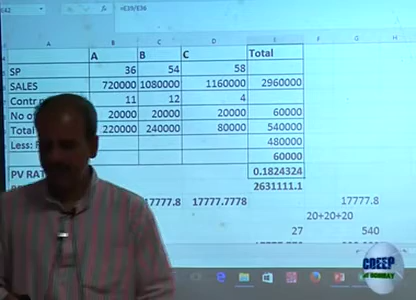 E42 =E39/E36
A B C Total
SP 36 54 58
SALES 720000 1080000 1160000 2960000
Contr 11 12 4
No o 20000 20000 20000 60000
Total 220000 240000 80000 540000
Less: F 480000
60000
PV RAT 0.1824324
2631111.1
17777.8 17777.7778 17777.8
20+20+20
27 540
CDEEP
IIT BOMBAY